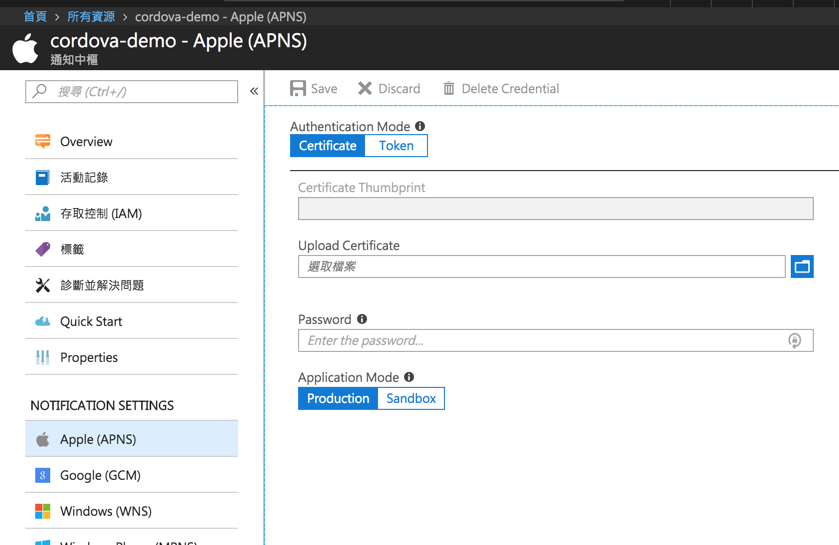 首頁 > 所有資源 > cordova-demo - Apple (APNS)
cordova-demo - Apple (APNS)
通知中樞
搜尋 (Ctrl+/)
«
Overview
活動記錄
存取控制 (IAM)
標籤
診斷並解決問題
Quick Start
Properties
NOTIFICATION SETTINGS
Apple (APNS)
Google (GCM)
Windows (WNS)
Windows Phone (MPNS)
Save Discard Delete Credential
Authentication Mode
Certificate Token
Certificate Thumbprint
Upload Certificate
選取檔案
Password
Enter the password...
Application Mode
Production Sandbox